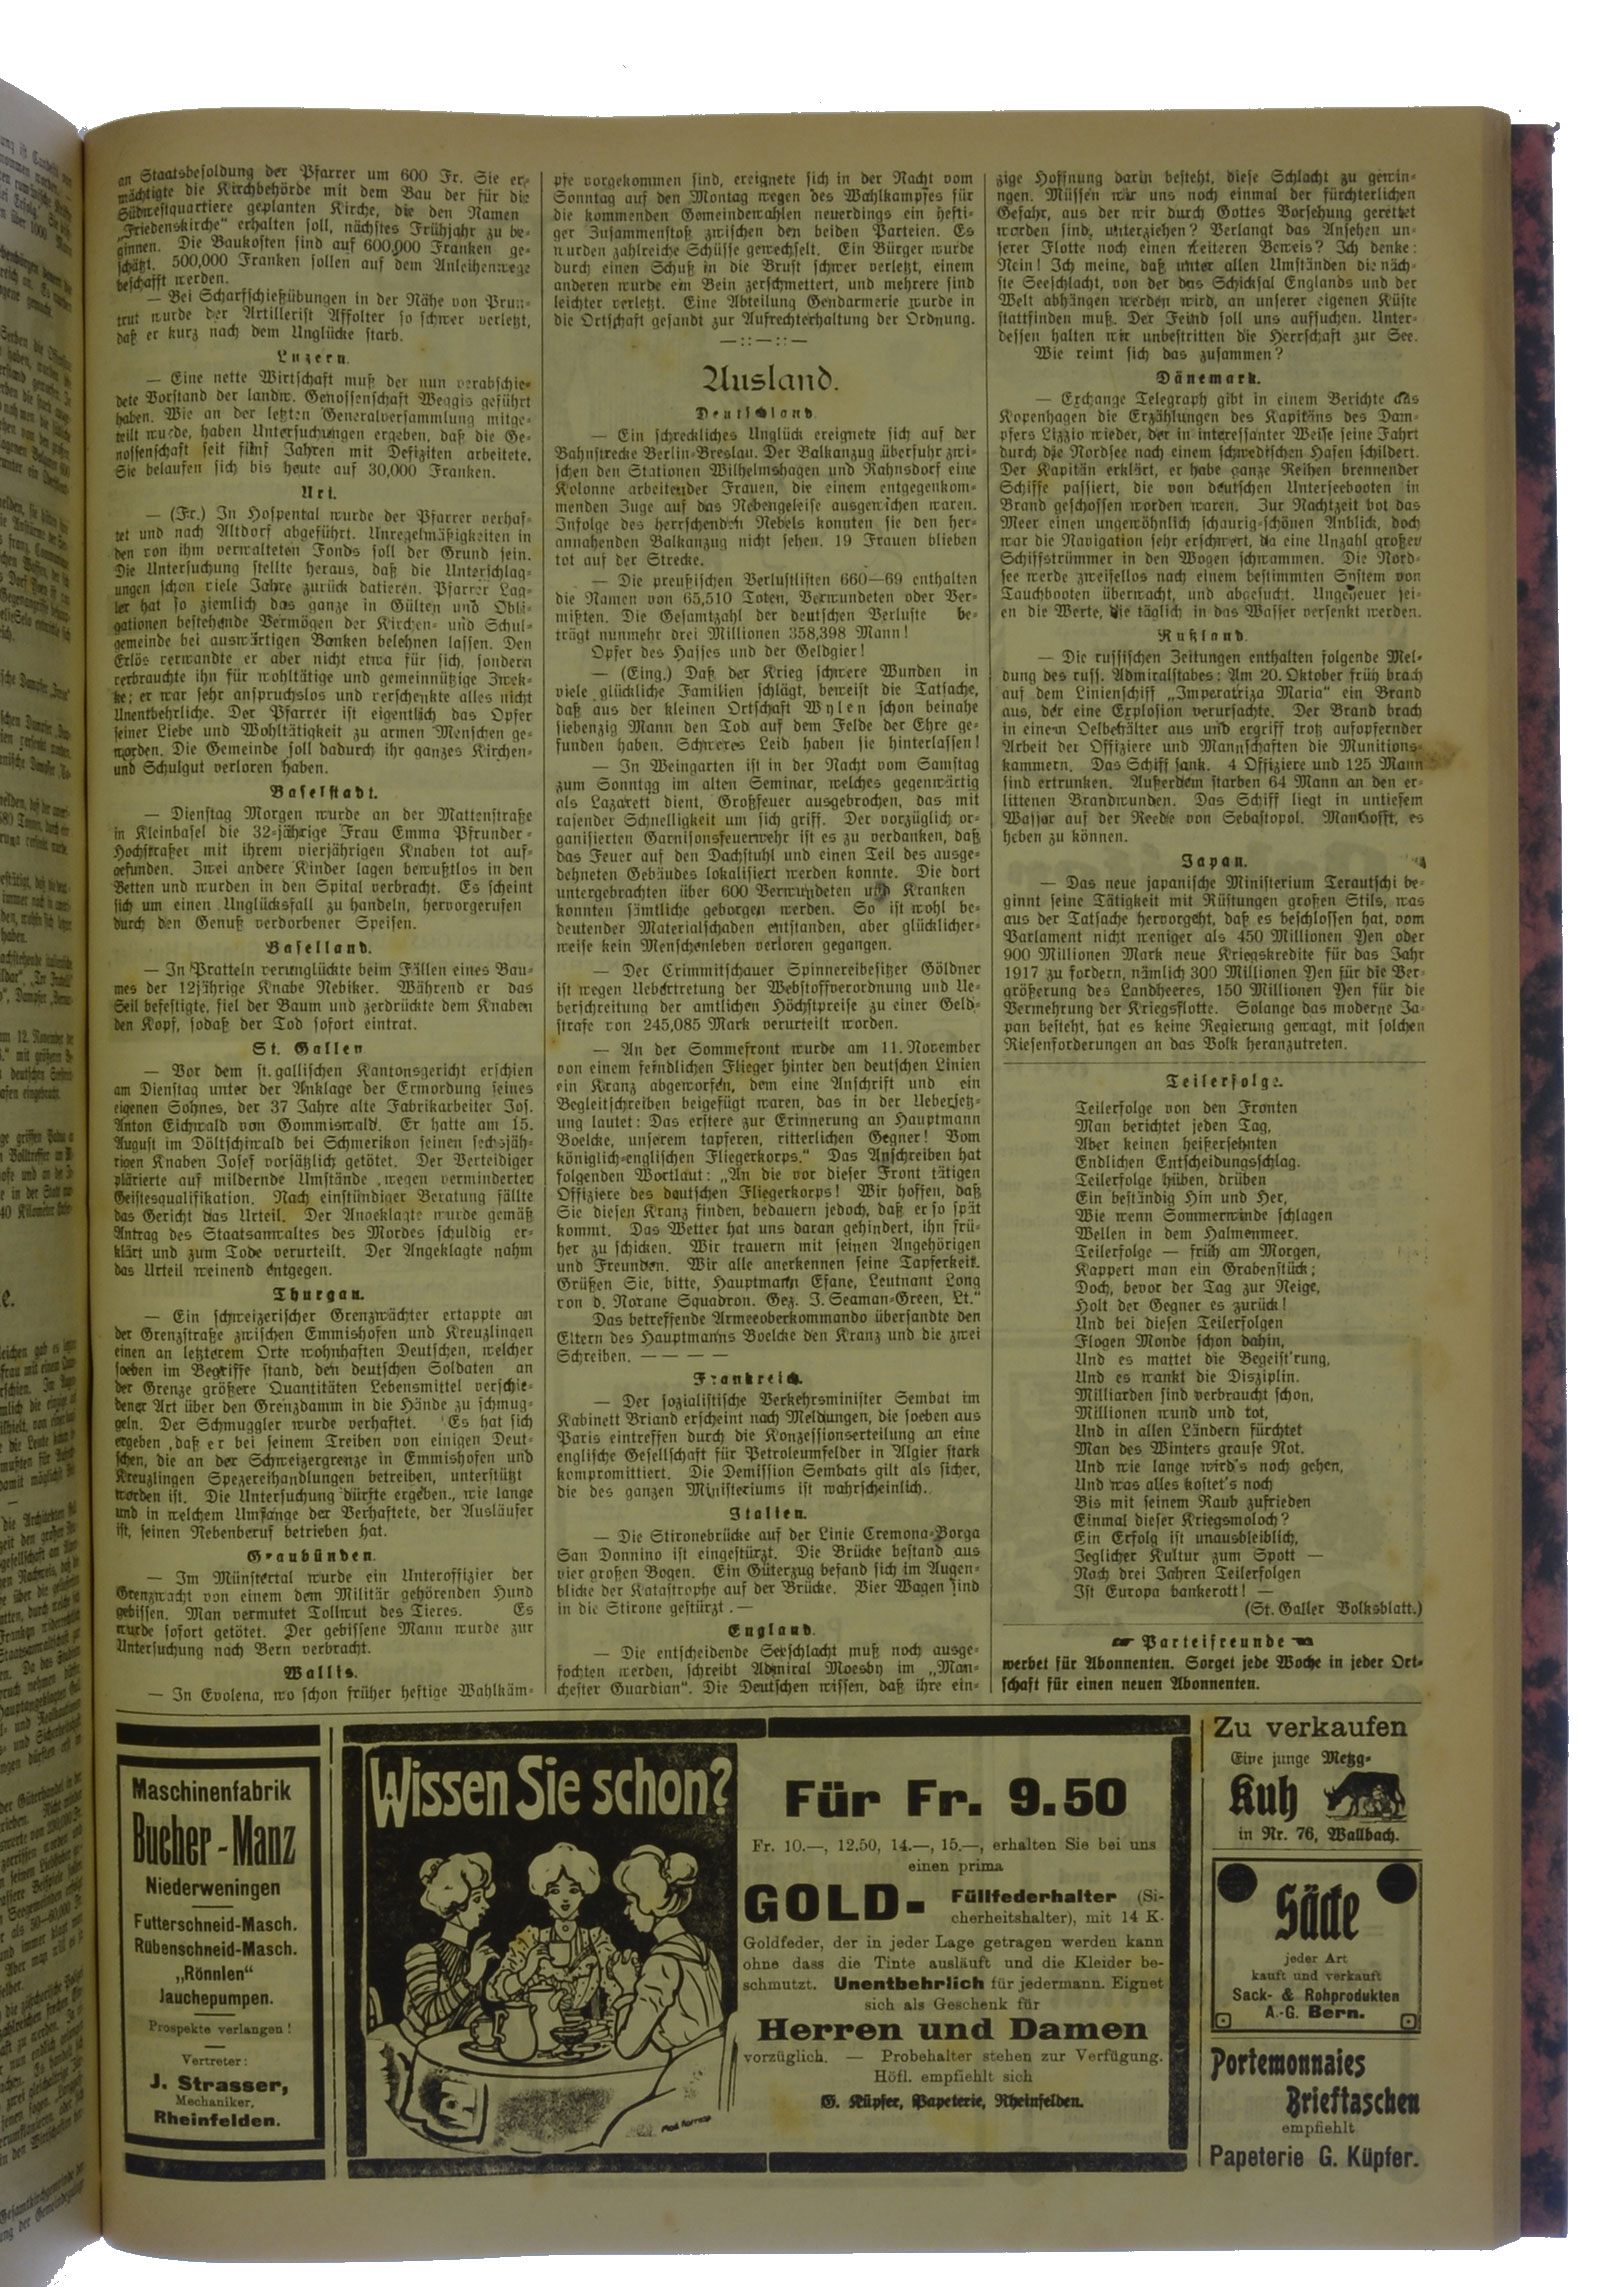 an Staatsbesoldung der Pfarrer um 600 Fr. Sie er-
mächtigte die Kirchbehörde mit dem Bau der für die
Südwestquartiere geplanten Kirche, die den Namen
„Friedenskirche“ erhalten soll, nächstes Frühjahr zu be-
ginnen. Die Baukosten sind auf 600,000 Franken ge-
schätzt. 500,000 Franken sollen auf dem Anleihenwege
beschafft werden.
— Bei Scharfschießübungen in der Nähe von Prun-
trut wurde der Artillerist Affolter so schwer verletzt,
daß er kurz nach dem Unglücke starb.
Luzern.
— Eine nette Wirtschaft muß der nun verabschie-
dete Vorstand der landw. Genossenschaft Weggis geführt
haben. Wie an der letzten Generalversammlung mitge-
teilt wurde, haben Untersuchungen ergeben, daß die Ge-
nossenschaft seit fünf Jahren mit Defiziten arbeitete.
Sie belaufen sich bis heute auf 30,000 Franken.
Uri.
— (Fr.) In Hospental wurde der Pfarrer verhaf-
tet und nach Altdorf abgeführt. Unregelmäßigkeiten in
den von ihm verwalteten Fonds soll der Grund sein.
Die Untersuchung stellte heraus, daß die Unterschlag-
ungen schon viele Jahre zurück datieren. Pfarrer Lag-
ler hat so ziemlich das ganze in Gülten und Obli-
gationen bestehende Vermögen der Kirchen- und Schul-
gemeinde bei auswärtigen Banken belehnen lassen. Den
Erlös verwandte er aber nicht etwa für sich, sondern
verbrauchte ihn für wohltätige und gemeinnützige Zwek-
ke; er war sehr anspruchslos und verschenkte alles nicht
Unentbehrliche. Der Pfarrer ist eigentlich das Opfer
seiner Liebe und Wohltätigkeit zu armen Menschen ge-
worden. Die Gemeinde soll dadurch ihr ganzes Kirchen-
und Schulgut verloren haben.
Baselstadt.
— Dienstag Morgen wurde an der Mattenstraße
in Kleinbasel die 32-jährige Frau Emma Pfrunder-
Hochstraßer mit ihrem vierjährigen Knaben tot auf-
gefunden. Zwei andere Kinder lagen bewußtlos in den
Betten und wurden in den Spital verbracht. Es scheint
sich um einen Unglücksfall zu handeln, hervorgerufen
durch den Genuß verdorbener Speisen.
Baselland.
— In Pratteln verunglückte beim Fällen eines Bau-
mes der 12jährige Knabe Nebiker. Während er das
Seil befestigte, fiel der Baum und zerdrückte dem Knaben
den Kopf, sodaß der Tod sofort eintrat.
St. Gallen
— Vor dem st. gallischen Kantonsgericht erschien
am Dienstag unter der Anklage der Ermordung seines
eigenen Sohnes, der 37 Jahre alte Fabrikarbeiter Jos.
Anton Eichwald von Gommiswald. Er hatte am 15.
August im Döltschiwald bei Schmerikon seinen sechsjäh-
rigen Knaben Josef vorsätzlich getötet. Der Verteidiger
plärierte auf mildernde Umstände wegen verminderter
Geistesqualifikation. Nach einstündiger Beratung fällte
das Gericht das Urteil. Der Angeklagte wurde gemäß
Antrag des Staatsanwaltes des Mordes schuldig er-
klärt und zum Tode verurteilt. Der Angeklagte nahm
das Urteil weinend entgegen.
Thurgau.
— Ein schweizerischer Grenzwächter ertappte an
der Grenzstraße zwischen Emmishofen und Kreuzlingen
einen an letzterem Orte wohnhaften Deutschen, welcher
soeben im Begriffe stand, den deutschen Soldaten an
der Grenze größere Quantitäten Lebensmittel verschie-
dener Art über den Grenzdamm in die Hände zu schmug-
geln. Der Schmuggler wurde verhaftet. Es hat sich
ergeben, daß er bei seinem Treiben von einigen Deut-
schen, die an der Schweizergrenze in Emmishofen und
Kreuzlingen Spezereihandlungen betreiben, unterstützt
worden ist. Die Untersuchung dürfte ergeben., wie lange
und in welchem Umfange der Verhaftete, der Ausläufer
ist, seinen Nebenberuf betrieben hat.
Graubünden.
— Im Münstertal wurde ein Unteroffizier der
Grenzwacht von einem dem Militär gehörenden Hund
gebissen. Man vermutet Tollwut des Tieres. Es
wurde sofort getötet. Der gebissene Mann wurde zur
Untersuchung nach Bern verbracht.
Wallis.
— In Evolena, wo schon früher heftige Wahlkäm-
pfe vorgekommen sind, ereignete sich in der Nacht vom
Sonntag auf den Montag wegen des Wahlkampfes für
die kommenden Gemeindewahlen neuerdings ein hefti-
ger Zusammenstoß zwischen den beiden Parteien. Es
wurden zahlreiche Schüsse gewechselt. Ein Bürger wurde
durch einen Schuß in die Brust schwer verletzt, einem
anderen wurde ein Bein zerschmettert, und mehrere sind
leichter verletzt. Eine Abteilung Gendarmerie wurde in
die Ortschaft gesandt zur Aufrechterhaltung der Ordnung.
—::—::—
Ausland.
Deutschland.
— Ein schreckliches Unglück ereignete sich auf der
Bahnstrecke Berlin-Breslau. Der Balkanzug überfuhr zwi-
schen den Stationen Wilhelmshagen und Rahnsdorf eine
Kolonne arbeitender Frauen, die einem entgegenkom-
menden Zuge auf das Nebengeleise ausgewichen waren.
Infolge des herrschenden Nebels konnten sie den her-
annahenden Balkanzug nicht sehen. 19 Frauen blieben
tot auf der Strecke.
— Die preußischen Verlustlisten 660—69 enthalten
die Namen von 65,510 Toten, Verwundeten oder Ver-
mißten. Die Gesamtzahl der deutschen Verluste be-
trägt nunmehr drei Millionen 358,398 Mann!
Opfer des Hasses und der Geldgier!
— (Eing.) Daß der Krieg schwere Wunden in
viele glückliche Familien schlägt, beweist die Tatsache,
daß aus der kleinen Ortschaft Wylen schon beinahe
siebenzig Mann den Tod auf dem Felde der Ehre ge-
funden haben. Schweres Leid haben sie hinterlassen!
— In Weingarten ist in der Nacht vom Samstag
zum Sonntag im alten Seminar, welches gegenwärtig
als Lazarett dient, Großfeuer ausgebrochen, das mit
rasender Schnelligkeit um sich griff. Der vorzüglich or-
ganisierten Garnisonsfeuerwehr ist es zu verdanken, daß
das Feuer auf den Dachstuhl und einen Teil des ausge-
dehnten Gebäudes lokalisiert werden konnte. Die dort
untergebrachten über 600 Verwundeten und Kranken
konnten sämtliche geborgen werden. So ist wohl be-
deutender Materialschaden entstanden, aber glücklicher-
weise kein Menschenleben verloren gegangen.
— Der Crimmitschauer Spinnereibesitzer Göldner
ist wegen Uebertretung der Webstoffverordnung und Ue-
berschreitung der amtlichen Höchstpreise zu einer Geld-
strafe von 245,085 Mark verurteilt worden.
— An der Sommefront wurde am 11. November
von einem feindlichen Flieger hinter den deutschen Linien
ein Kranz abgeworfen, dem eine Anschrift und ein
Begleitschreiben beigefügt waren, das in der Uebersetz-
ung lautet: Das erstere zur Erinnerung an Hauptmann
Boelcke, unserem tapferen, ritterlichen Gegner! Vom
königlich-englischen Fliegerkorps.“ Das Anschreiben hat
folgenden Wortlaut: „An die vor dieser Front tätigen
Offiziere des deutschen Fliegerkorps! Wir hoffen, daß
Sie diesen Kranz finden, bedauern jedoch, daß er so spät
kommt. Das Wetter hat uns daran gehindert, ihn frü-
her zu schicken. Wir trauern mit seinen Angehörigen
und Freunden. Wir alle anerkennen seine Tapferkeit.
Grüßen Sie, bitte, Hauptmann Efane, Leutnant Long
von d. Norane Squadron. Gez. J. Seaman-Green, Lt.“
Das betreffende Armeeoberkommando übersandte den
Eltern des Hauptmanns Boelcke den Kranz und die zwei
Schreiben. — — — —
Frankreich.
— Der sozialistische Verkehrsminister Sembat im
Kabinett Briand erscheint nach Meldungen, die soeben aus
Paris eintreffen durch die Konzessionserteilung an eine
englische Gesellschaft für Petroleumfelder in Algier stark
kompromittiert. Die Demission Sembats gilt als sicher,
die des ganzen Ministeriums ist wahrscheinlich.
Italien.
— Die Stironebrücke auf der Linie Cremona-Borga
San Donnino ist eingestürzt. Die Brücke bestand aus
vier großen Bogen. Ein Güterzug befand sich im Augen-
blicke der Katastrophe auf der Brücke. Vier Wagen sind
in die Stirone gestürzt. —
England.
— Die entscheidende Seeschlacht muß noch ausge-
fochten werden, schreibt Admiral Moesby im „Man-
chester Guardian“. Die Deutschen wissen, daß ihre ein-
zige Hoffnung darin besteht, diese Schlacht zu gewin-
ngen. Müssen wir uns noch einmal der fürchterlichen
Gefahr, aus der wir durch Gottes Vorsehung gerettet
worden sind, unterziehen? Verlangt das Ansehen un-
serer Flotte noch einen weiteren Beweis? Ich denke:
Nein! Ich meine, daß unter allen Umständen die näch-
ste Seeschlacht, von der das Schicksal Englands und der
Welt abhängen werden wird, an unserer eigenen Küste
stattfinden muß. Der Feind soll uns aufsuchen. Unter-
dessen halten wir unbestritten die Herrschaft zur See.
Wie reimt sich das zusammen?
Dänemark.
— Exchange Telegraph gibt in einem Berichte aus
Kopenhagen die Erzählungen des Kapitäns des Dam-
pfers Lizzio wieder, der in interessanter Weise seine Fahrt
durch die Nordsee nach einem schwedischen Hafen schildert.
Der Kapitän erklärt, er habe ganze Reihen brennender
Schiffe passiert, die von deutschen Unterseebooten in
Brand geschossen worden waren. Zur Nachtzeit bot das
Meer einen ungewöhnlich schaurig-schönen Anblick, doch
war die Navigation sehr erschwert, da eine Unzahl großer
Schiffstrümmer in den Wogen schwammen. Die Nord-
see werde zweifellos nach einem bestimmten System von
Tauchbooten überwacht, und abgesucht. Ungeheuer sei-
en die Werte, die täglich in das Wasser versenkt werden.
Rußland.
— Die russischen Zeitungen enthalten folgende Mel-
dung des russ. Admiralstabes: Am 20. Oktober früh brach
auf dem Linienschiff „Imperatriza Maria“ ein Brand
aus, der eine Explosion verursachte. Der Brand brach
in einem Oelbehälter aus und ergriff trotz aufopfernder
Arbeit der Offiziere und Mannschaften die Munitions-
kammern. Das Schiff sank. 4 Offiziere und 125 Mann
sind ertrunken. Außerdem starben 64 Mann an den er-
littenen Brandwunden. Das Schiff liegt in untiefem
Wasser auf der Reede von Sebastopol. Man hofft, es
heben zu können.
Japan.
— Das neue japanische Ministerium Terautschi be-
ginnt seine Tätigkeit mit Rüstungen großen Stils, was
aus der Tatsache hervorgeht, daß es beschlossen hat, vom
Parlament nicht weniger als 450 Millionen Yen oder
900 Millionen Mark neue Kriegskredite für das Jahr
1917 zu fordern, nämlich 300 Millionen Yen für die Ver-
größerung des Landheeres, 150 Millionen Yen für die
Vermehrung der Kriegsflotte. Solange das moderne Ja-
pan besteht, hat es keine Regierung gewagt, mit solchen
Riesenforderungen an das Volk heranzutreten.
Teilerfolge.
Teilerfolge von den Fronten
Man berichtet jeden Tag,
Aber keinen heißersehnten
Endlichen Entscheidungsschlag.
Teilerfolge hüben, drüben
Ein beständig Hin und Her,
Wie wenn Sommerwinde schlagen
Wellen in dem Halmenmeer.
Teilerfolge — früh am Morgen,
Kappert man ein Grabenstück;
Doch, bevor der Tag zur Neige,
Holt der Gegner es zurück!
Und bei diesen Teilerfolgen
Flogen Monde schon dahin,
Und es mattet die Begeist'rung,
Und es wankt die Disziplin.
Milliarden sind verbraucht schon,
Millionen wund und tot,
Und in allen Ländern fürchtet
Man des Winters grause Not.
Und wie lange wird's noch gehen,
Und was alles kostet's noch
Bis mit seinem Raub zufrieden
Einmal dieser Kriegsmoloch?
Ein Erfolg ist unausbleiblich,
Jeglicher Kultur zum Spott —
Nach drei Jahren Teilerfolgen
Ist Europa bankerott! —
(St. Galler Volksblatt.)
Parteifreunde
werbet für Abonnenten. Sorget jede Woche in jeder Ort-
schaft für einen neuen Abonnenten.
Maschinenfabrik
Bucher-Manz
Niederweningen
Futterschneid-Masch.
Rübenschneid-Masch.
„Rönnlen“
Jauchepumpen.
Prospekte verlangen!
Vertreter:
J. Strasser,
Mechaniker,
Rheinfelden.
Wissen Sie schon?
Für Fr. 9.50
Fr. 10.—, 12.50, 14.—, 15.—, erhalten Sie bei uns
einen prima
GOLD- Füllfederhalter (Si-
cherheitshalter), mit 14 K.
Goldfeder, der in jeder Lage getragen werden kann
ohne dass die Tinte ausläuft und die Kleider be-
schmutzt. Unentbehrlich für jedermann. Eignet
sich als Geschenk für
Herren und Damen
vorzüglich. — Probehalter stehen zur Verfügung.
Höfl. empfiehlt sich
G. Küpfer, Papeterie, Rheinfelden.
Zu verkaufen
Eine junge Metzg-
Kuh
in Nr. 76, Wallbach.
Säcke
jeder Art
kauft und verkauft
Sack- & Rohprodukten
A.-G. Bern.
Portemonnaies
Brieftaschen
empfiehlt
Papeterie G. Küpfer.